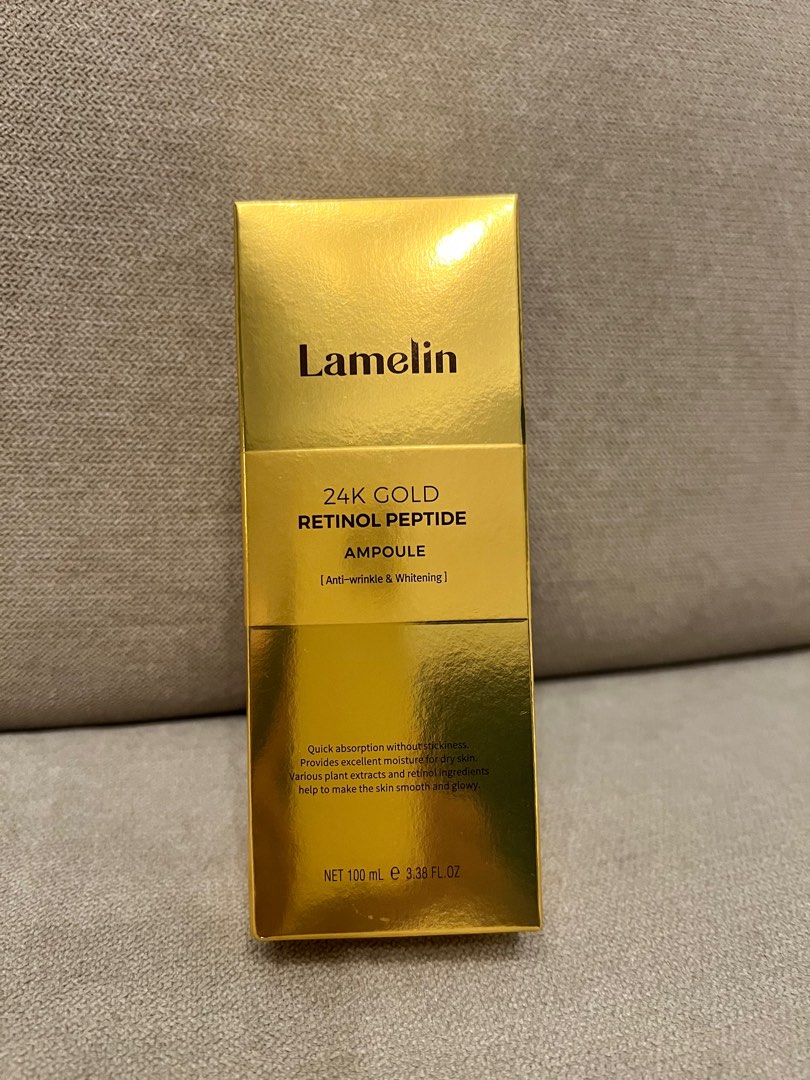 Lamelin
24K GOLD
RETINOL PEPTIDE
AMPOULE
[ Anti-wrinkle & Whitening ]
Quick absorption without stickiness.
Provides excellent moisture for dry skin.
Various plant extracts and retinol ingredients
help to make the skin smooth and glowy.
NET 100 mL ℮ 3.38 FL.OZ